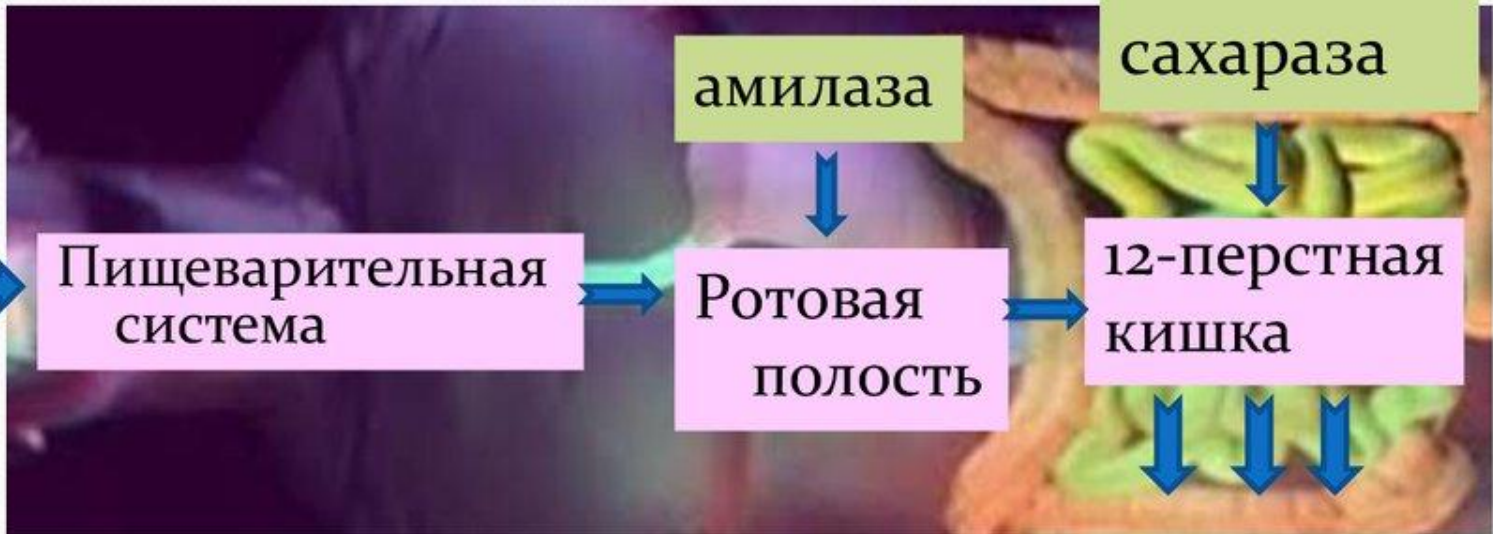 амилаза
сахараза
Пищеварительная
система
Ротовая
полость
12-перстная
кишка